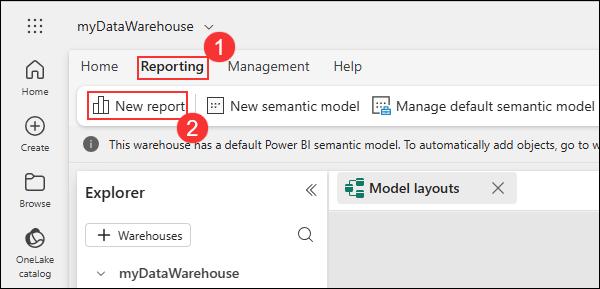 myDataWarehouse
1
Home Reporting Management Help
Home
New report New semantic model Manage default semantic model
2
Create
This warehouse has a default Power BI semantic model. To automatically add objects, go to
Browse
Explorer
Model layouts
Warehouses
OneLake
catalog
myDataWarehouse